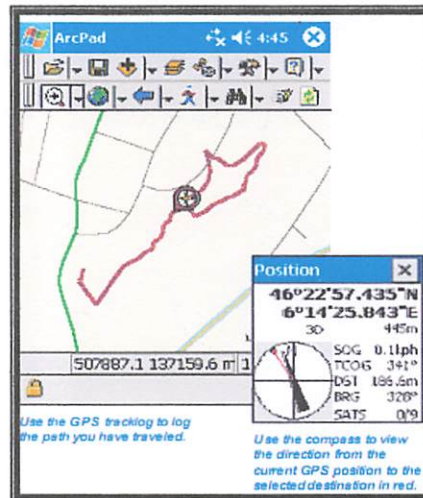 ArcPad 4:45
507887.1 137159.6 m 1
Position
46°22'57.435"N
6°14'25.843"E
3D 445m
SOG 0.1kph
TCOG 341°
DST 186.6m
BRG 328°
SATS 0/9
Use the GPS tracklog to log
the path you have traveled.
Use the compass to view
the direction from the
current GPS position to the
selected destination in red.